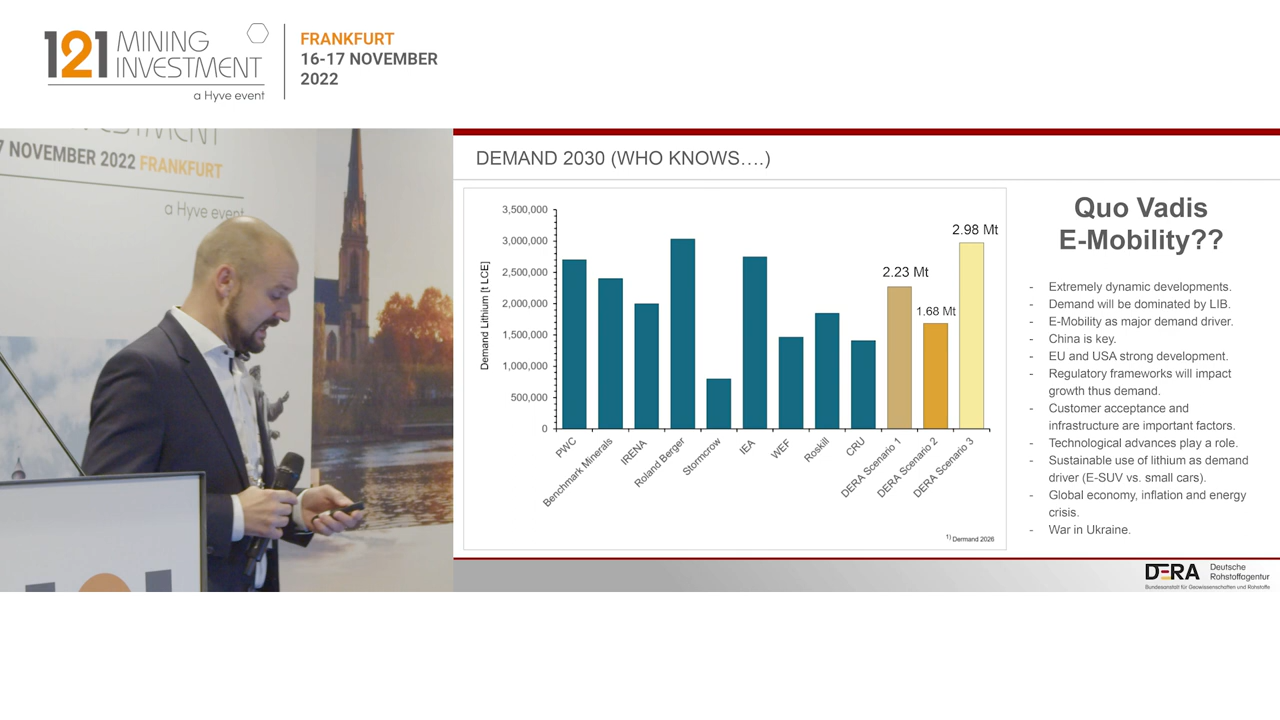 121 MINING INVESTMENT
a Hyve event
FRANKFURT
16-17 NOVEMBER
2022
7 NOVEMBER 2022 FRANKFURT
a Hyve event
DEMAND 2030 (WHO KNOWS….)
Demand Lithium [t LCE]
3,500,000
3,000,000
2,500,000
2,000,000
1,500,000
1,000,000
500,000
0
2.23 Mt
1.68 Mt
2.98 Mt
PWC
Benchmark Minerals
IRENA
Roland Berger
Stormcrow
IEA
WEF
Roskill
CRU
DERA Scenario 1
DERA Scenario 2
DERA Scenario 3
1) Demand 2026
Quo Vadis
E-Mobility??
- Extremely dynamic developments.
- Demand will be dominated by LIB.
- E-Mobility as major demand driver.
- China is key.
- EU and USA strong development.
- Regulatory frameworks will impact
growth thus demand.
- Customer acceptance and
infrastructure are important factors.
- Technological advances play a role.
- Sustainable use of lithium as demand
driver (E-SUV vs. small cars).
- Global economy, inflation and energy
crisis.
- War in Ukraine.
DERA
Deutsche
Rohstoffagentur
Bundesanstalt für Geowissenschaften und Rohstoffe